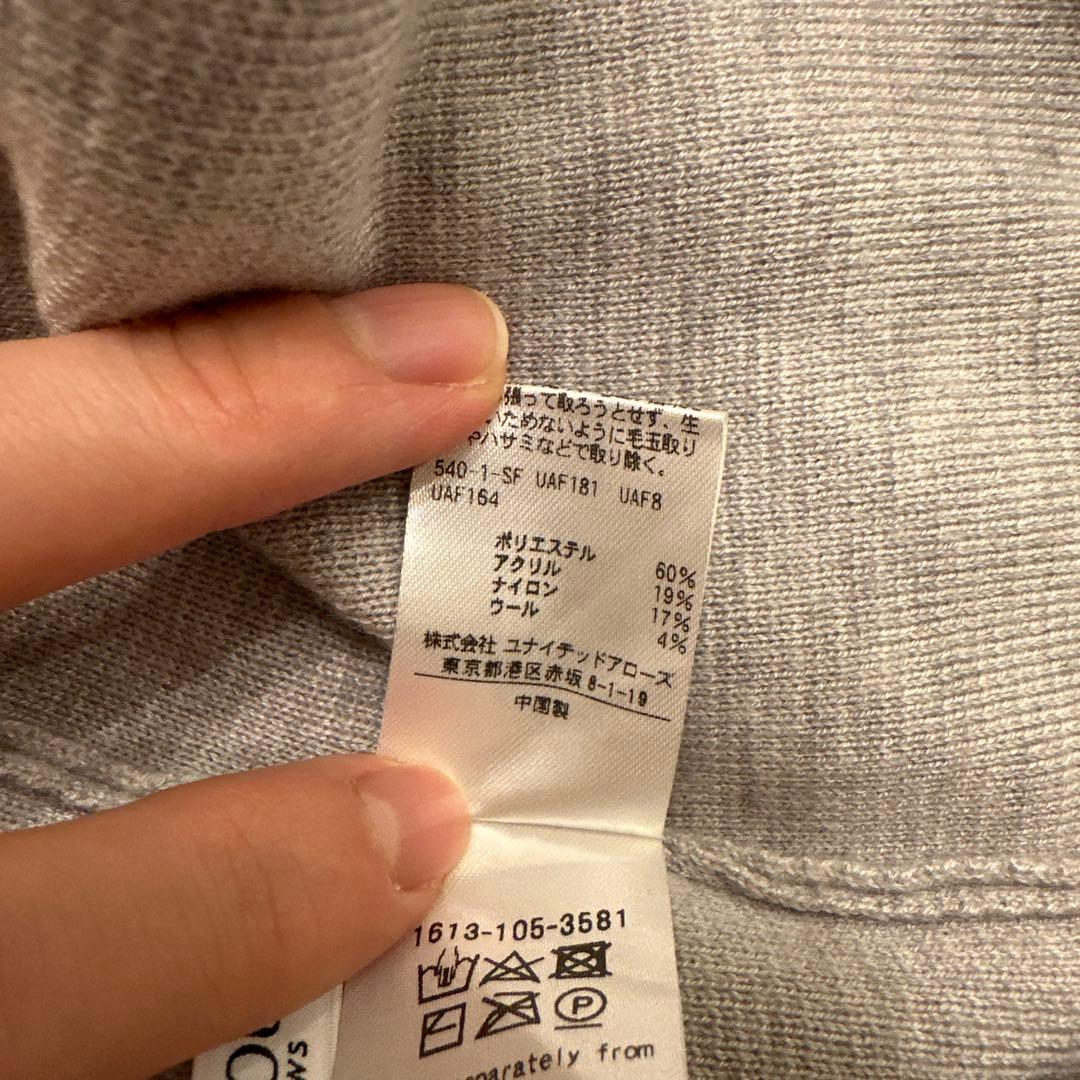 張って取ろうとせず、生
ためないように毛玉取り
やハサミなどで取り除く。
540-1-SF UAF181 UAF8
UAF164
ポリエステル 60%
アクリル 19%
ナイロン 17%
ウール 4%
株式会社 ユナイテッドアローズ
東京都港区赤坂 8-1-19
中国製
1613-105-3581
P
from